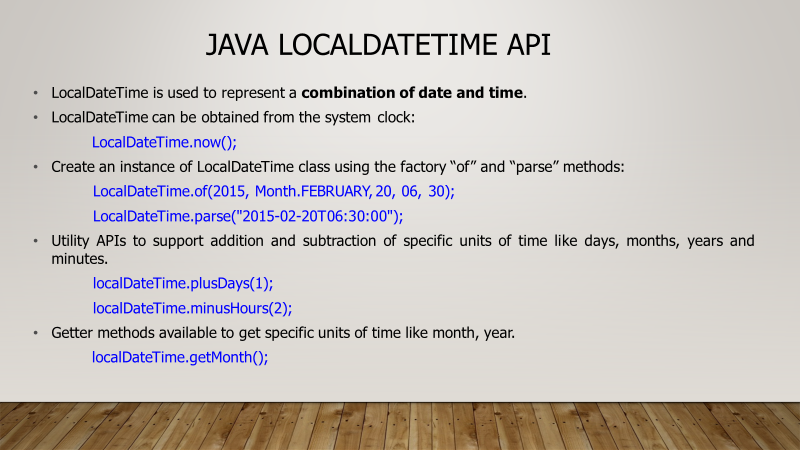 JAVA LOCALDATETIME API
• LocalDateTime is used to represent a combination of date and time.
• LocalDateTime can be obtained from the system clock:
LocalDateTime.now();
• Create an instance of LocalDateTime class using the factory “of” and “parse” methods:
LocalDateTime.of(2015, Month.FEBRUARY, 20, 06, 30);
LocalDateTime.parse("2015-02-20T06:30:00");
• Utility APIs to support addition and subtraction of specific units of time like days, months, years and
minutes.
localDateTime.plusDays(1);
localDateTime.minusHours(2);
• Getter methods available to get specific units of time like month, year.
localDateTime.getMonth();